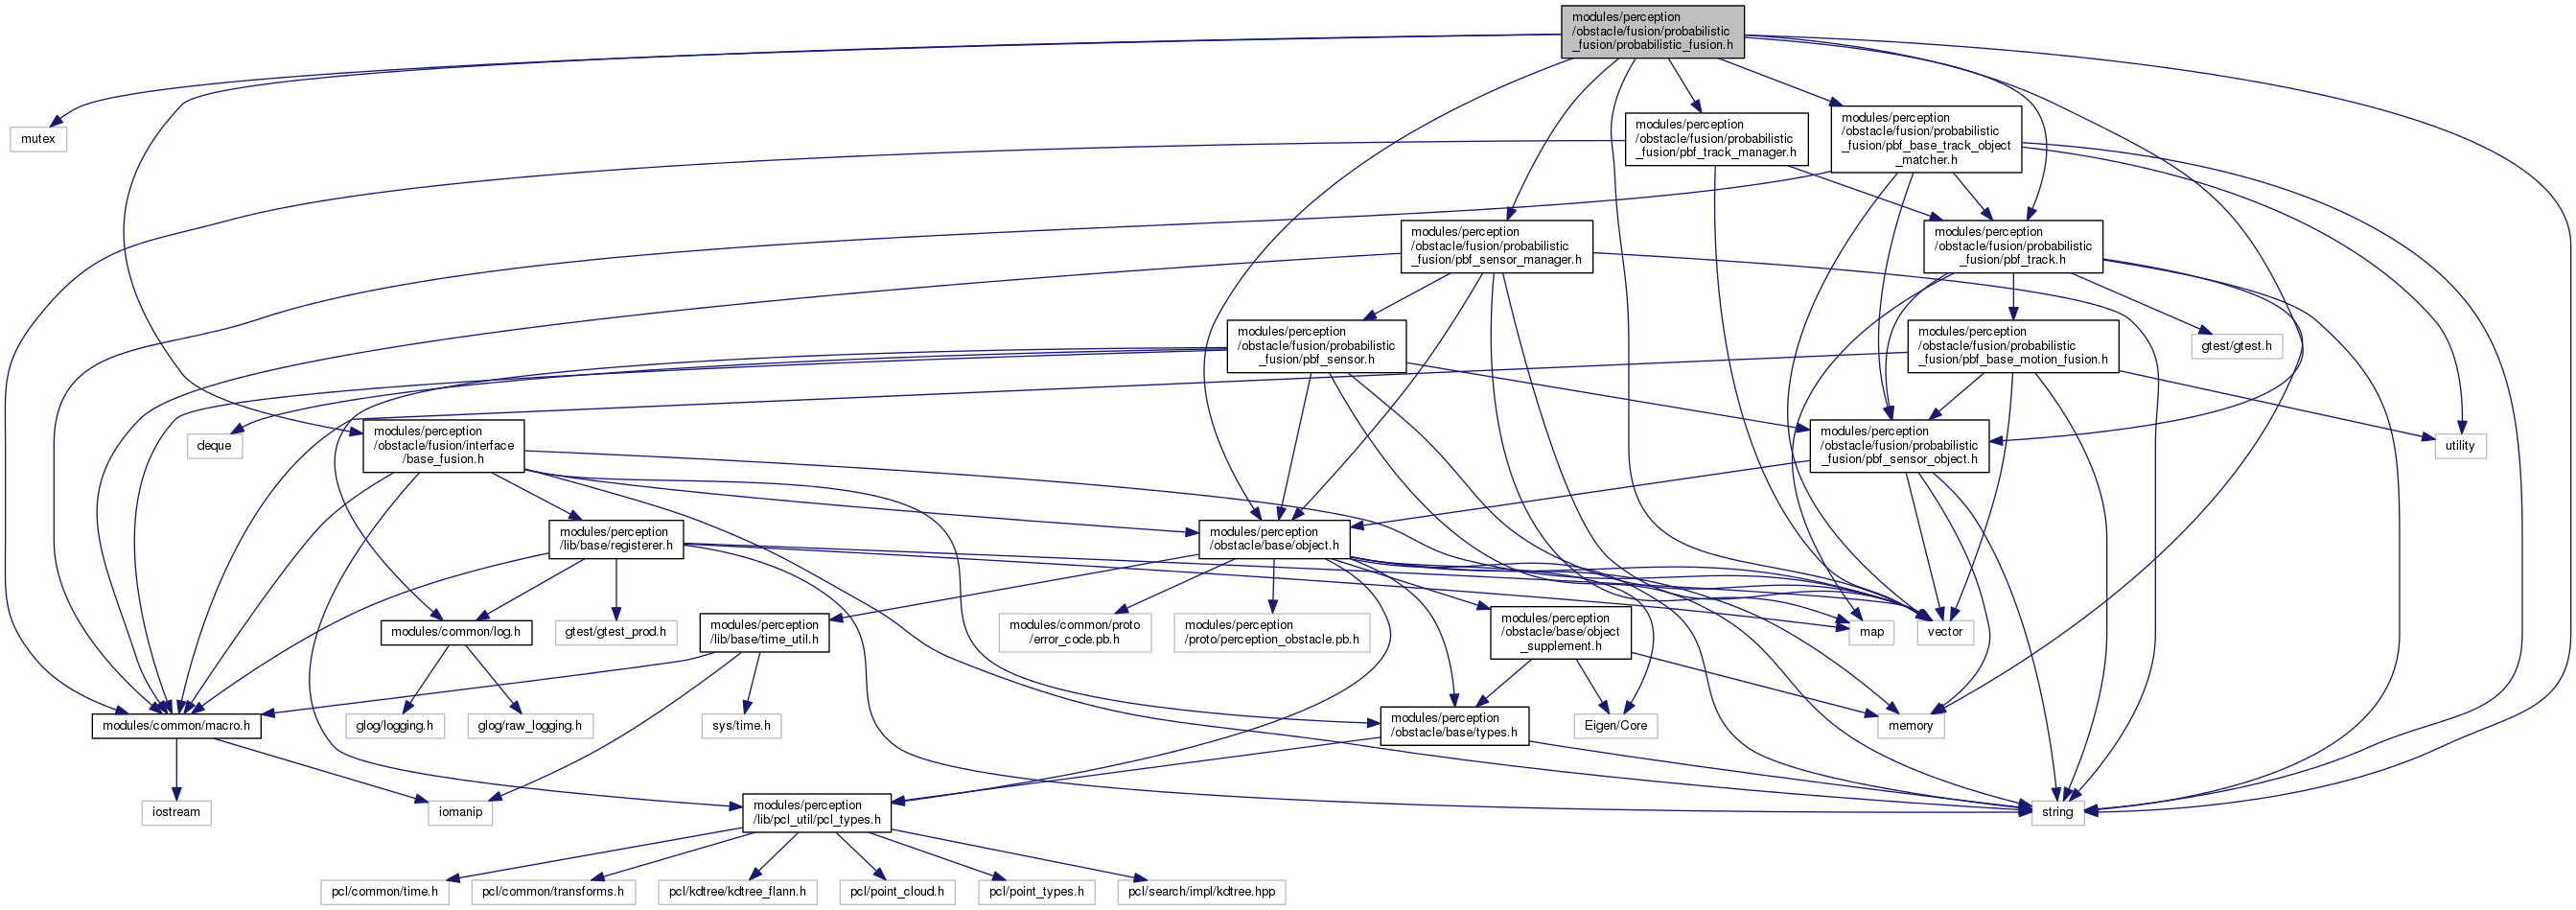 modules/perception
/obstacle/fusion/probabilistic
_fusion/probabilistic_fusion.h
mutex
modules/perception
/obstacle/fusion/probabilistic
_fusion/pbf_track_manager.h
modules/perception
/obstacle/fusion/probabilistic
_fusion/pbf_base_track_object
_matcher.h
modules/perception
/obstacle/fusion/probabilistic
_fusion/pbf_sensor_manager.h
modules/perception
/obstacle/fusion/probabilistic
_fusion/pbf_track.h
modules/perception
/obstacle/fusion/probabilistic
_fusion/pbf_sensor.h
modules/perception
/obstacle/fusion/probabilistic
_fusion/pbf_base_motion_fusion.h
gtest/gtest.h
deque
modules/perception
/obstacle/fusion/interface
/base_fusion.h
modules/perception
/obstacle/fusion/probabilistic
_fusion/pbf_sensor_object.h
utility
modules/perception
/lib/base/registerer.h
modules/perception
/obstacle/base/object.h
modules/common/log.h
gtest/gtest_prod.h
modules/perception
/lib/base/time_util.h
modules/common/proto
/error_code.pb.h
modules/perception
/proto/perception_obstacle.pb.h
modules/perception
/obstacle/base/object
_supplement.h
map
vector
modules/common/macro.h
glog/logging.h
glog/raw_logging.h
sys/time.h
modules/perception
/obstacle/base/types.h
Eigen/Core
memory
iostream
iomanip
modules/perception
/lib/pcl_util/pcl_types.h
string
pcl/common/time.h
pcl/common/transforms.h
pcl/kdtree/kdtree_flann.h
pcl/point_cloud.h
pcl/point_types.h
pcl/search/impl/kdtree.hpp